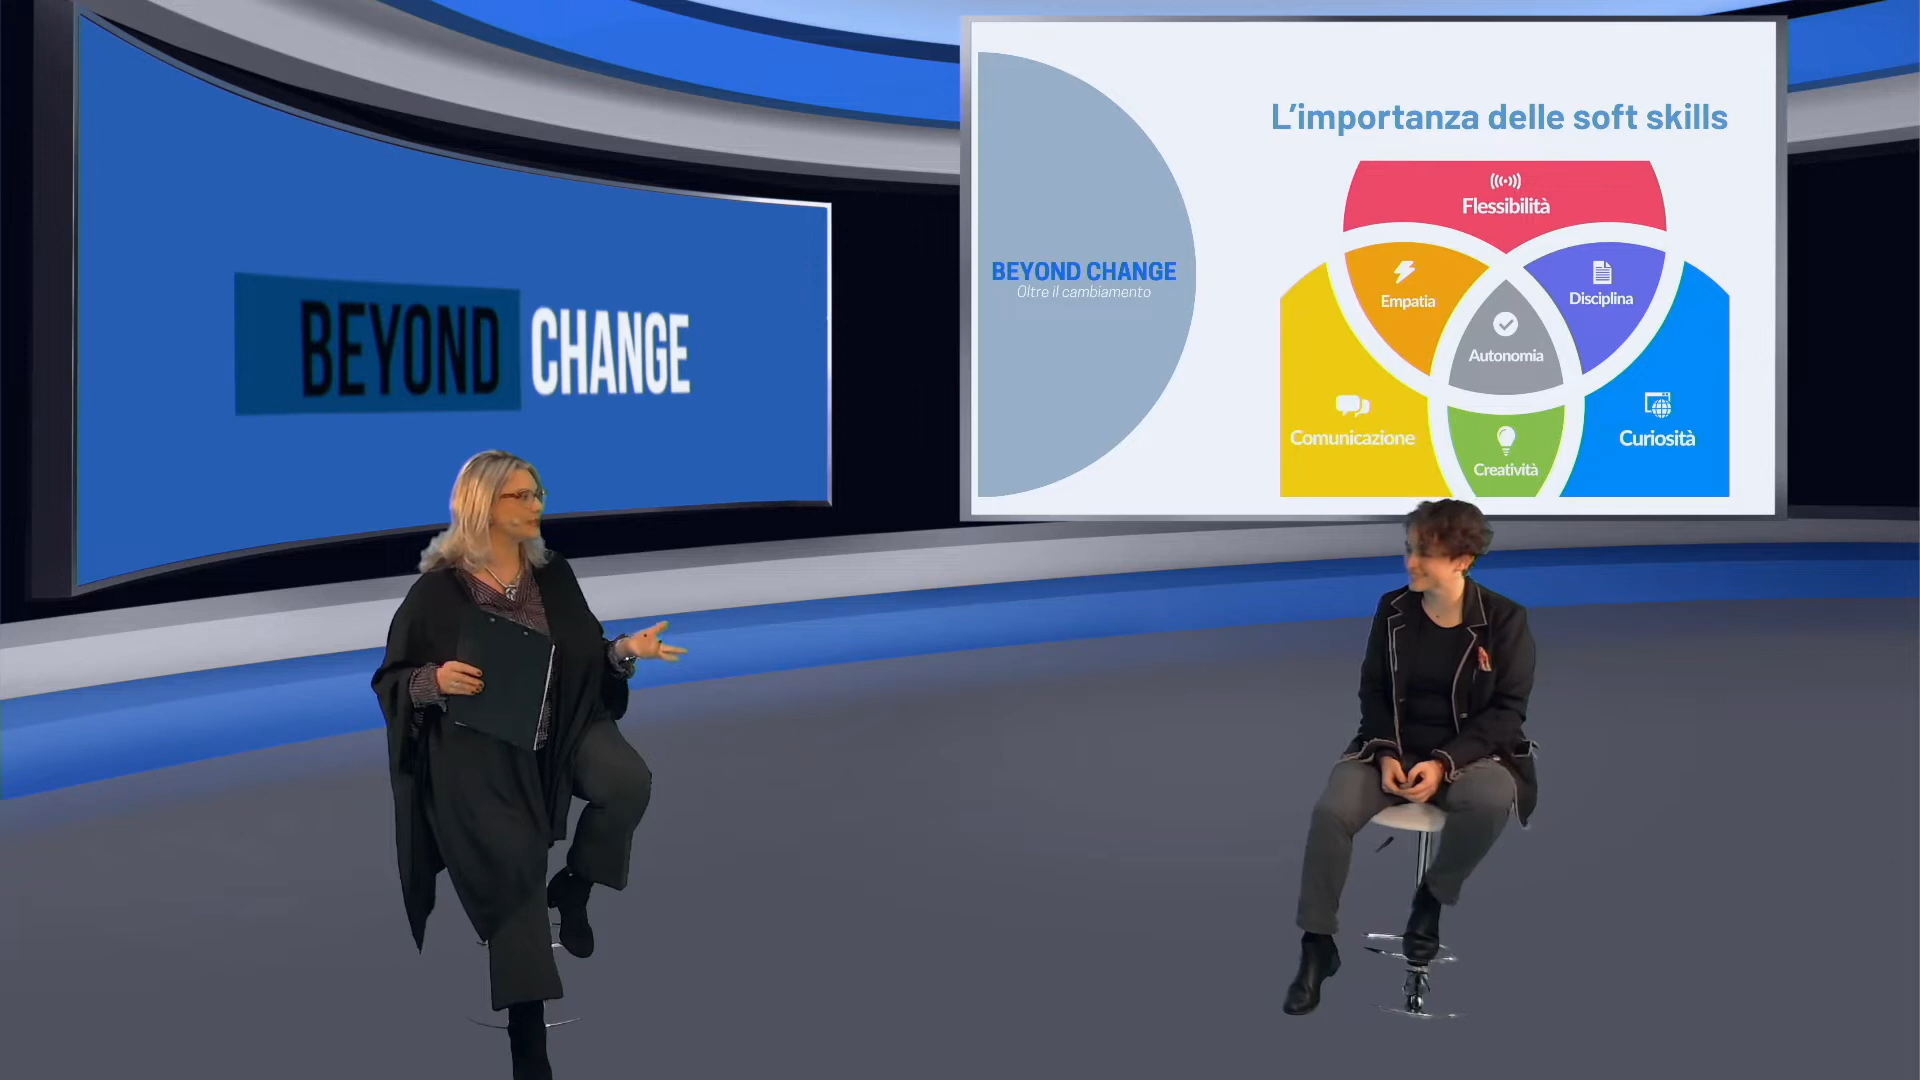 BEYOND CHANGE
L'importanza delle soft skills
BEYOND CHANGE
Oltre il cambiamento
Flessibilità
Empatia
Disciplina
Autonomia
Comunicazione
Curiosità
Creatività